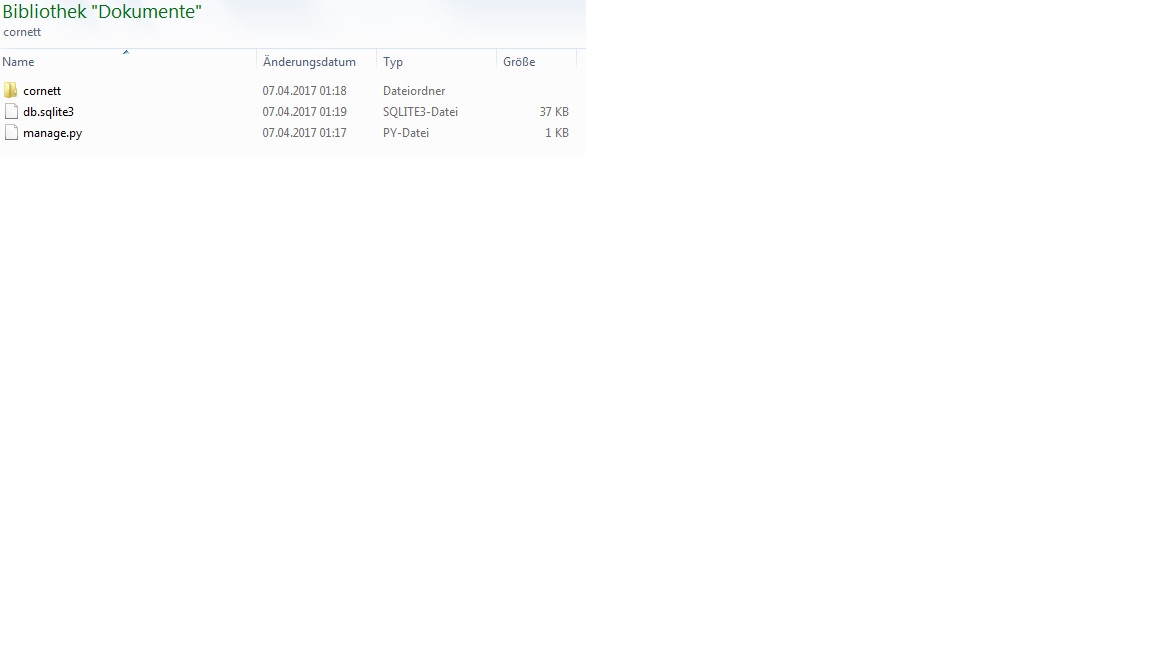 Bibliothek "Dokumente"
cornett
Name Änderungsdatum Typ Größe
cornett 07.04.2017 01:18 Dateiordner
db.sqlite3 07.04.2017 01:19 SQLITE3-Datei 37 KB
manage.py 07.04.2017 01:17 PY-Datei 1 KB